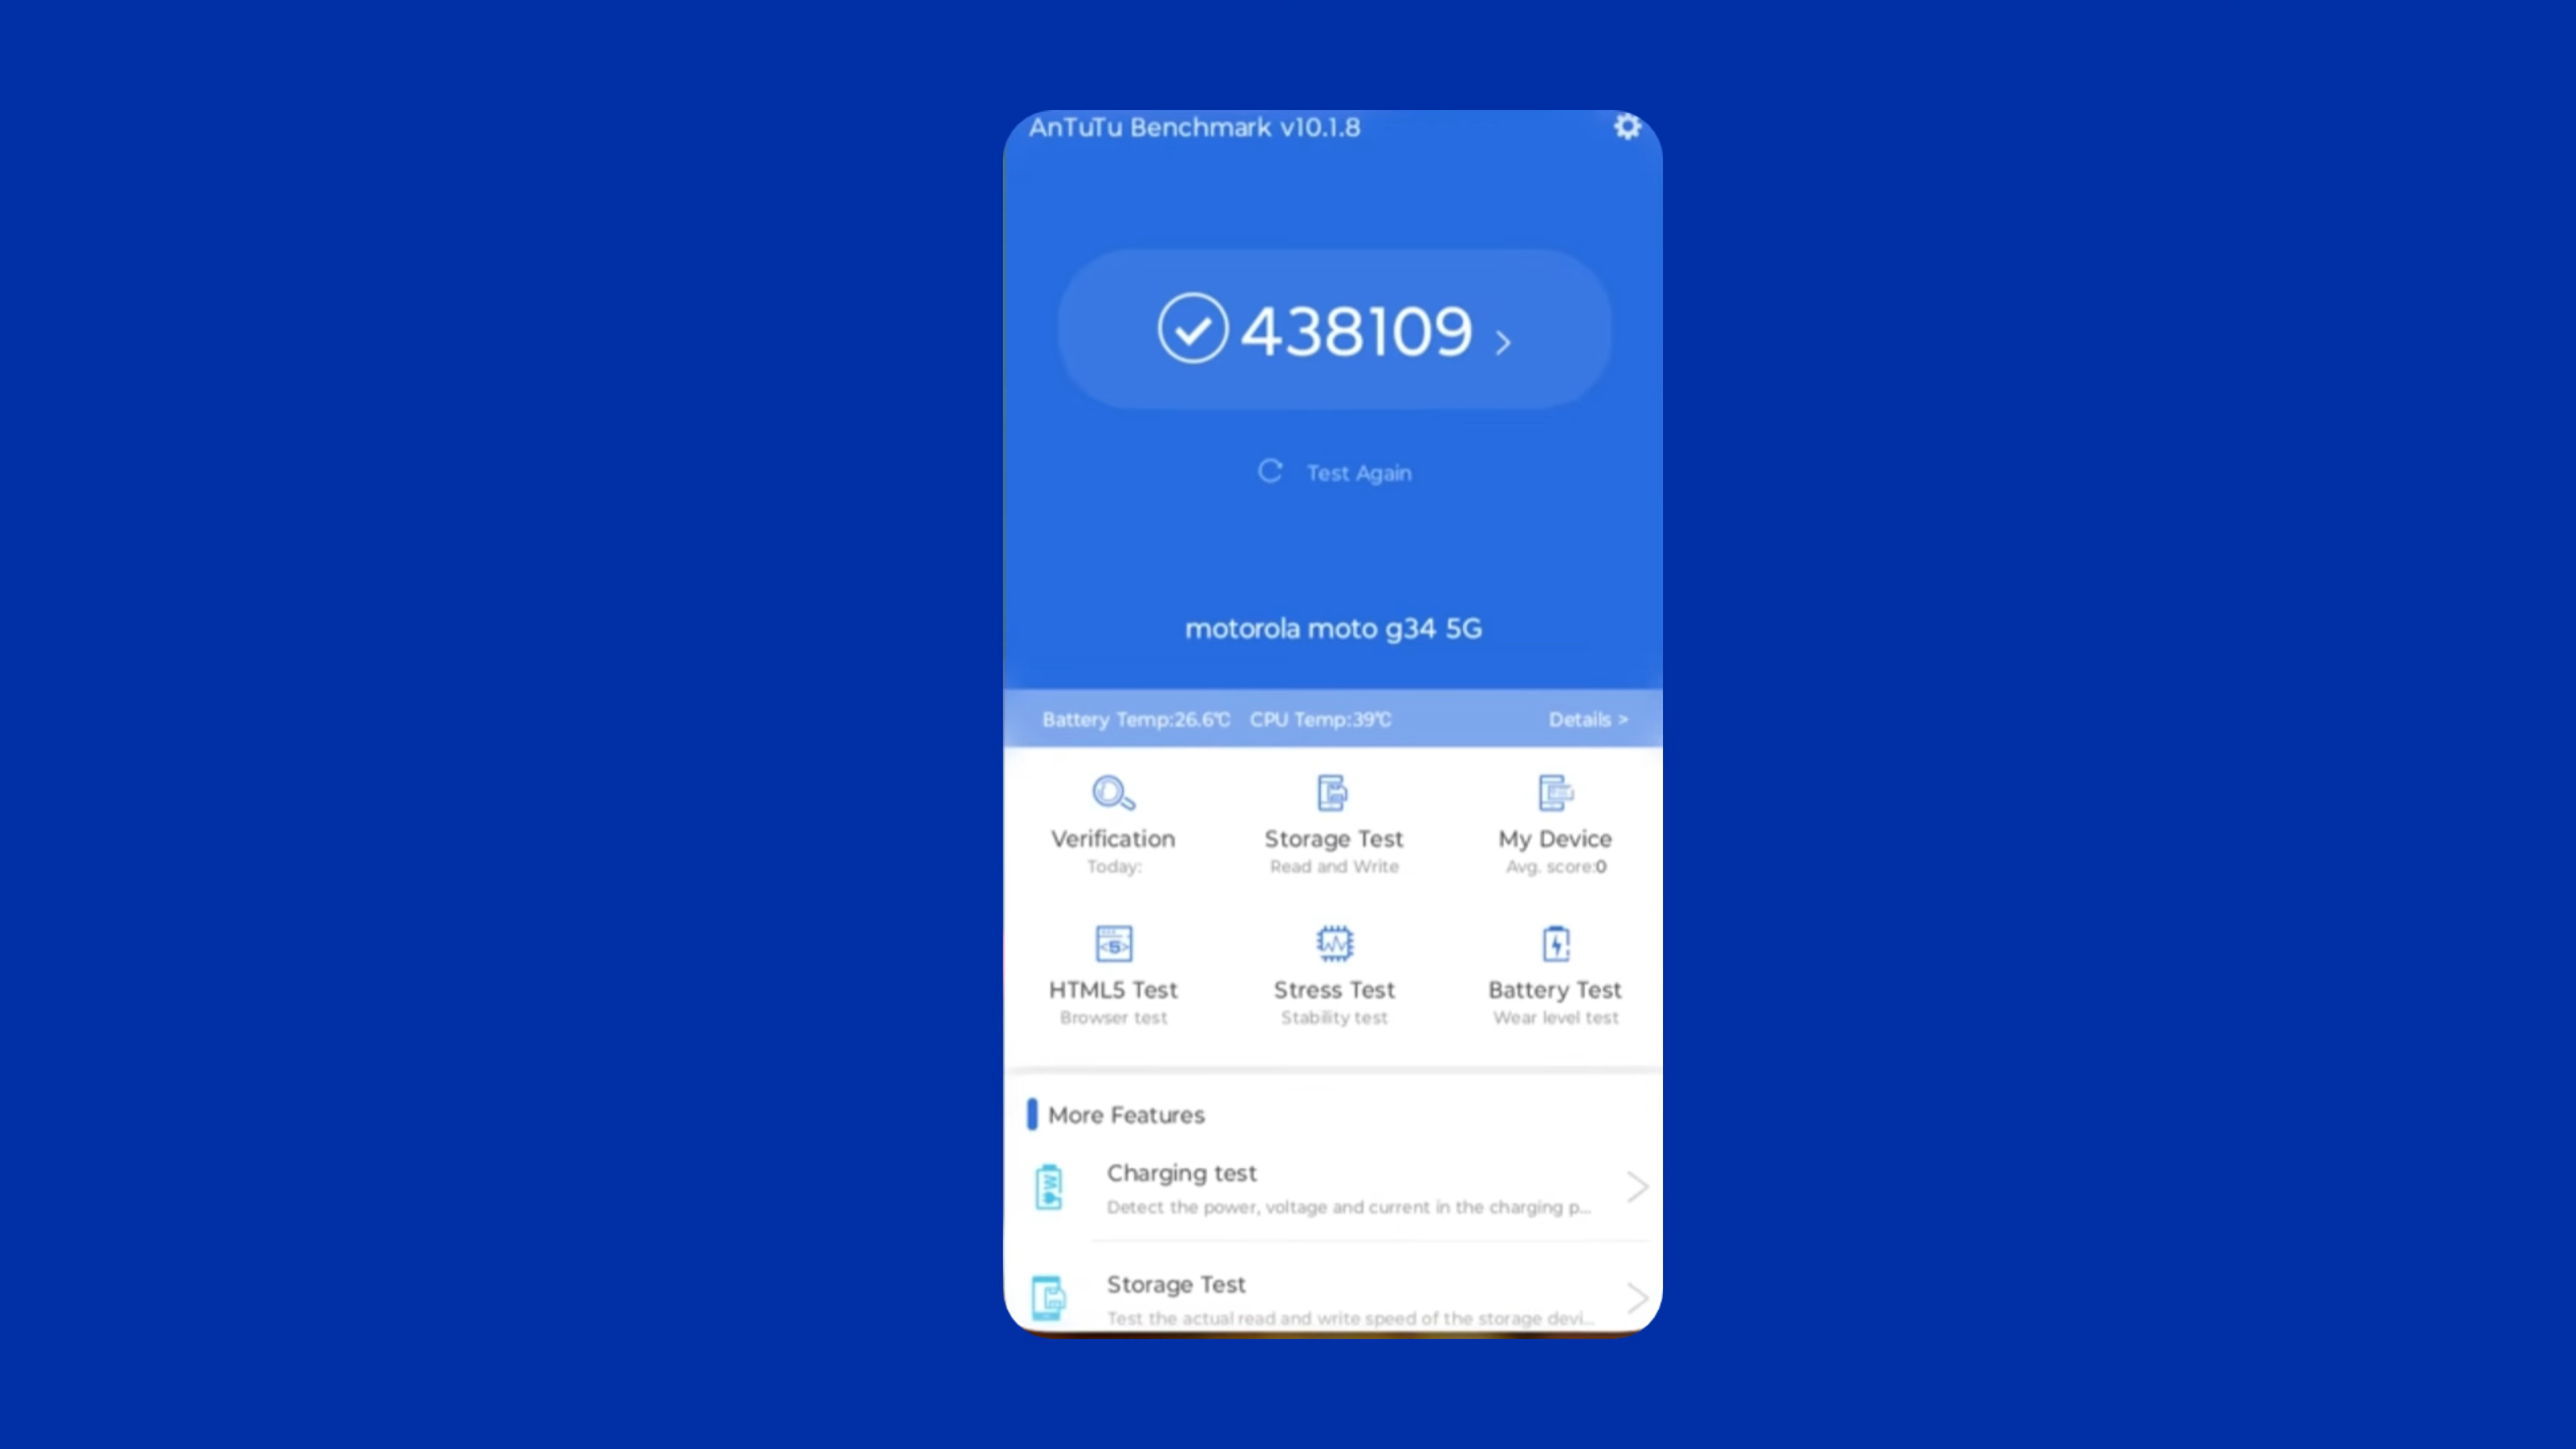 AnTuTu Benchmark v10.1.8
438109 >
Test Again
motorola moto g34 5G
Battery Temp:26.6℃ CPU Temp:39℃ Details >
Verification Storage Test My Device
Today: Read and Write Avg. score:0
HTML5 Test Stress Test Battery Test
Browser test Stability test Wear level test
More Features
Charging test
Detect the power, voltage and current in the charging p...
Storage Test
Test the actual read and write speed of the storage devi...